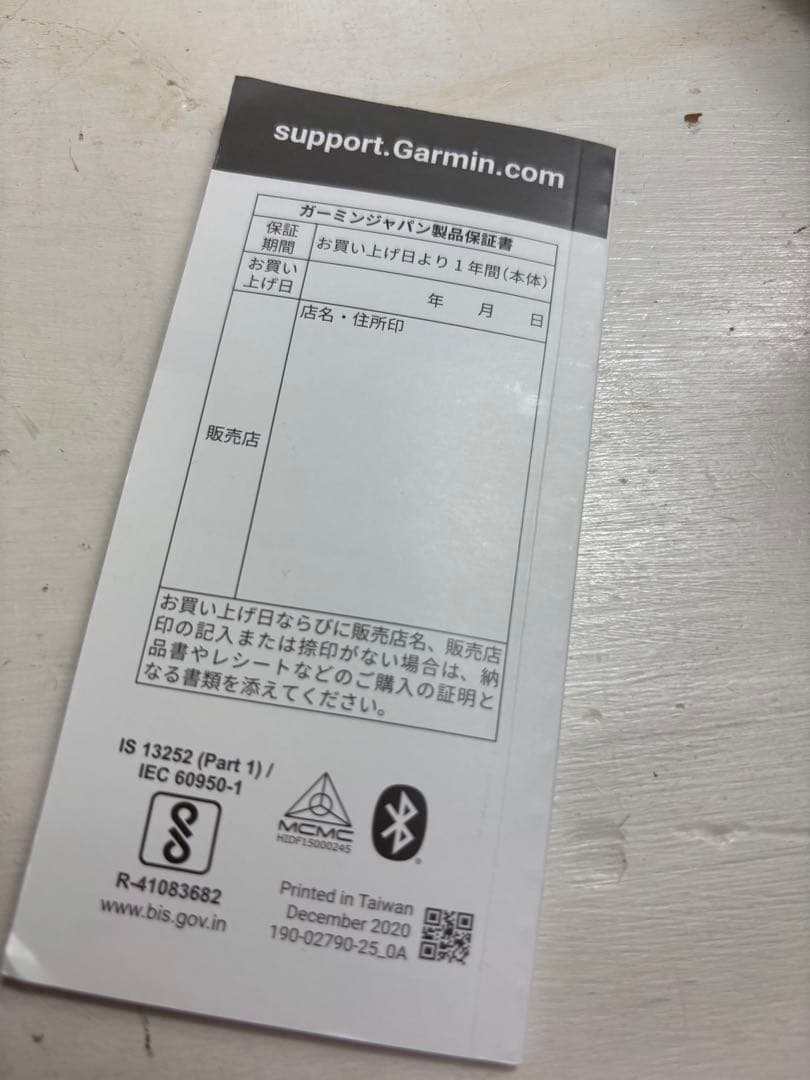 support.Garmin.com
ガーミンジャパン製品保証書
保証
期間
お買い上げ日より1年間(本体)
お買い
上げ日
年 月 日
販売店
店名・住所印
お買い上げ日ならびに販売店名、販売店
印の記入または捺印がない場合は、納
品書やレシートなどのご購入の証明と
なる書類を添えてください。
IS 13252 (Part 1) /
IEC 60950-1
R-41083682
www.bis.gov.in
MCMC
HIDF15000245
Printed in Taiwan
December 2020
190-02790-25_0A